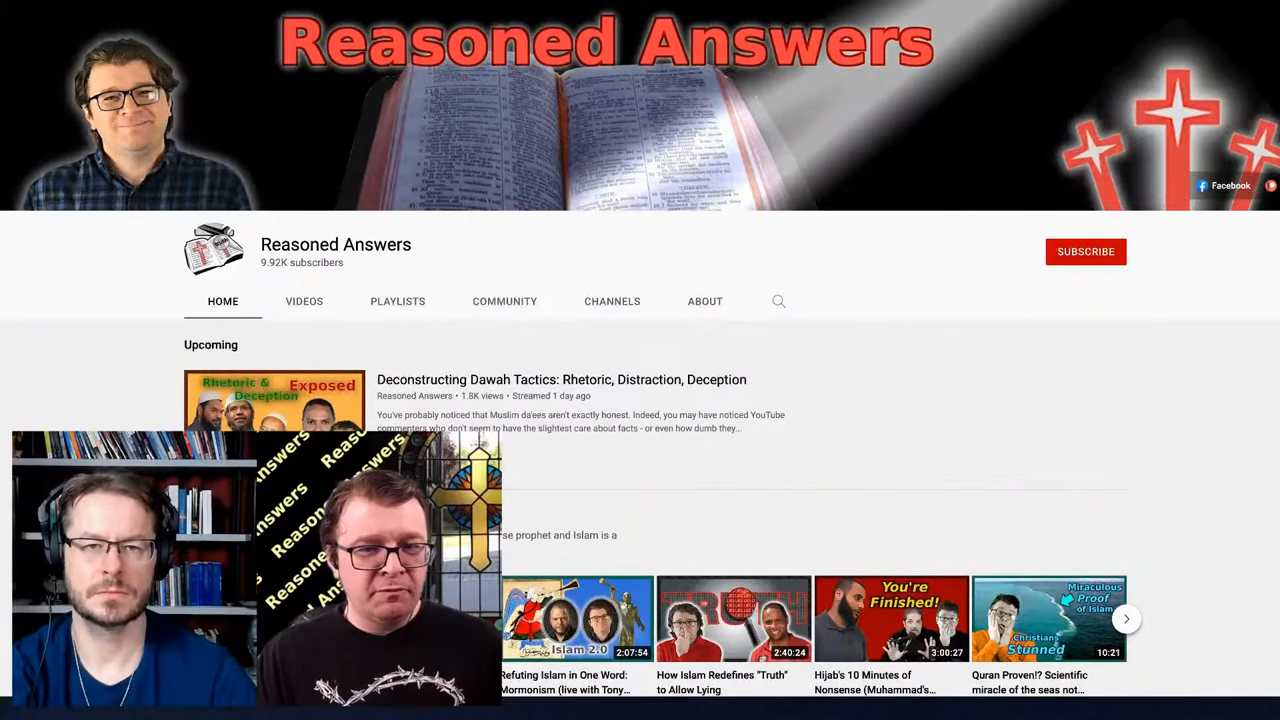 Reasoned Answers
Facebook
Reasoned Answers
9.92K subscribers
SUBSCRIBE
HOME
VIDEOS
PLAYLISTS
COMMUNITY
CHANNELS
ABOUT
Upcoming
Rhetoric &
Deception
Exposed
Deconstructing Dawah Tactics: Rhetoric, Distraction, Deception
Reasoned Answers • 1.8K views • Streamed 1 day ago
You've probably noticed that Muslim da'ees aren't exactly honest. Indeed, you may have noticed YouTube
commenters who don't seem to have the slightest care about facts - or even how dumb they...
Answers
Answers
Reasoned
prophet and Islam is a
Islam 2.0
2:07:54
TRUTH
2:40:24
You're
Finished!
3:00:27
Miraculous
Proof
of Islam
Christians
Stunned
10:21
Refuting Islam in One Word:
Mormonism (live with Tony...
How Islam Redefines "Truth"
to Allow Lying
Hijab's 10 Minutes of
Nonsense (Muhammad's...
Quran Proven!? Scientific
miracle of the seas not...